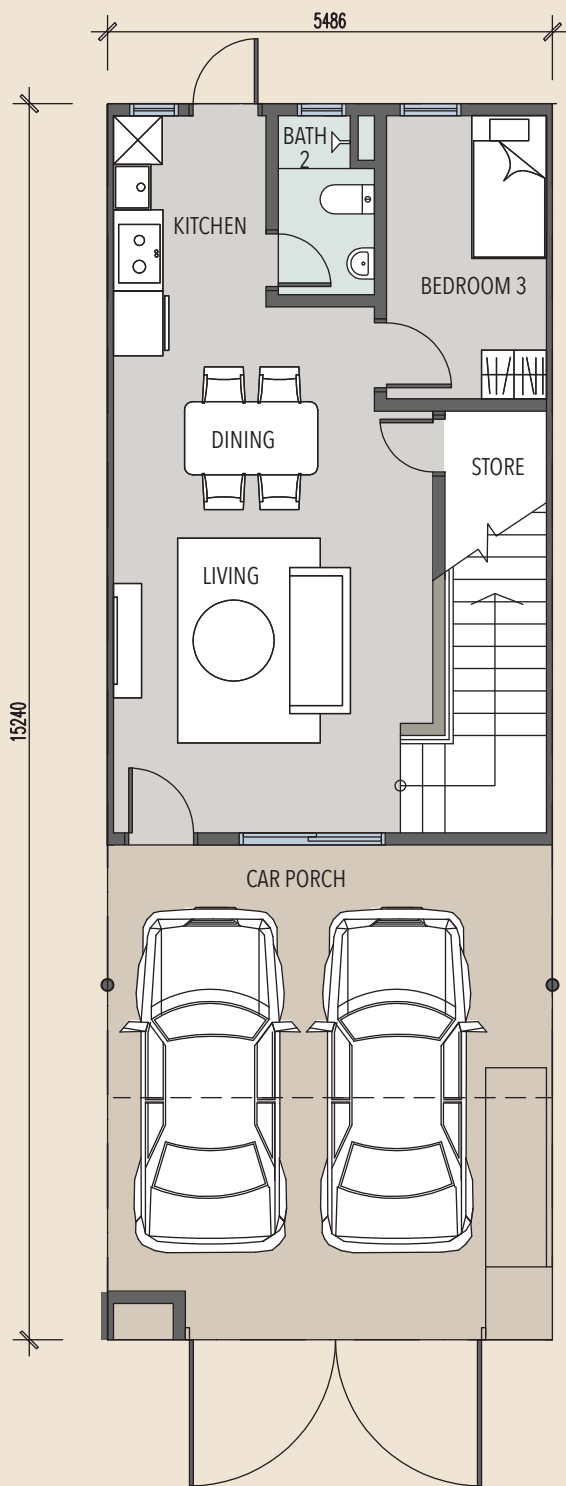 5486
BATH
2
KITCHEN
BEDROOM 3
DINING
STORE
LIVING
15240
CAR PORCH